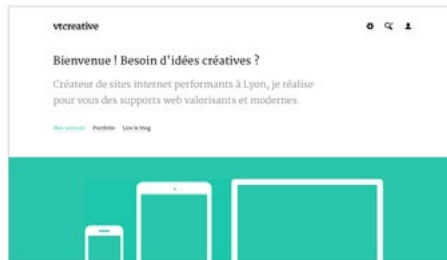 vtcreative
Bienvenue ! Besoin d'idées créatives ?
Créateur de sites internet performants à Lyon, je réalise
pour vous des supports web valorisants et modernes.
Mes services Portfolio Lire le blog